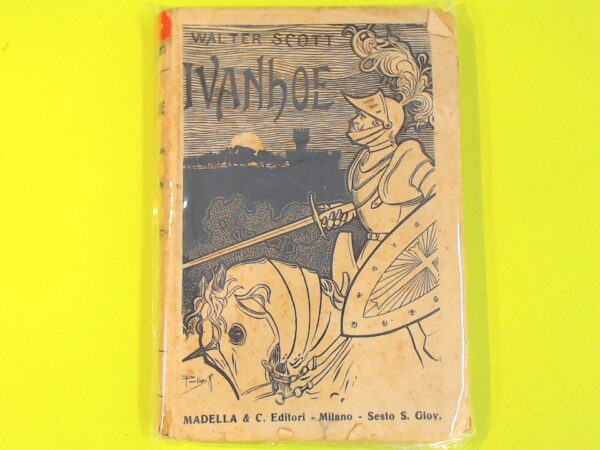 WALTER SCOTT
IVANHOE
MADELLA & C. Editori - Milano - Sesto S. Giov.